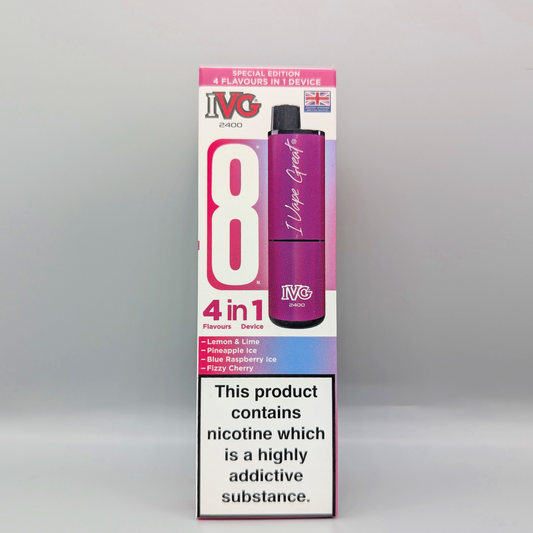 SPECIAL EDITION
4 FLAVOURS IN 1 DEVICE
IVG
2400
8
I Vape Great
IVG
2400
4 in 1
Flavours Device
– Lemon & Lime
– Pineapple Ice
– Blue Raspberry ice
– Fizzy Cherry
This product
contains
nicotine which
is a highly
addictive
substance.